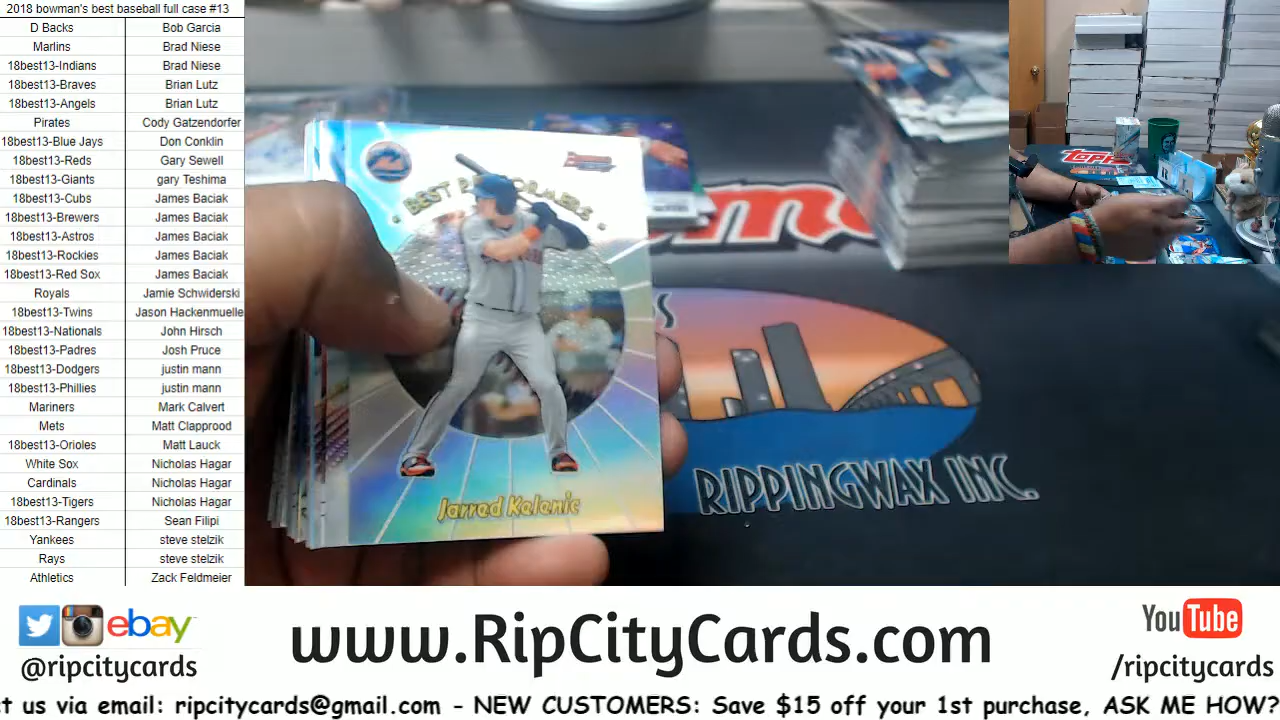 2018 bowman's best baseball full case #13
D Backs Bob Garcia
Marlins Brad Niese
18best13-Indians Brad Niese
18best13-Braves Brian Lutz
18best13-Angels Brian Lutz
Pirates Cody Gatzendorfer
18best13-Blue Jays Don Conklin
18best13-Reds Gary Sewell
18best13-Giants gary Teshima
18best13-Cubs James Baciak
18best13-Brewers James Baciak
18best13-Astros James Baciak
18best13-Rockies James Baciak
18best13-Red Sox James Baciak
Royals Jamie Schwiderski
18best13-Twins Jason Hackenmuelle
18best13-Nationals John Hirsch
18best13-Padres Josh Pruce
18best13-Dodgers justin mann
18best13-Phillies justin mann
Mariners Mark Calvert
Mets Matt Clapprood
18best13-Orioles Matt Lauck
White Sox Nicholas Hagar
Cardinals Nicholas Hagar
18best13-Tigers Nicholas Hagar
18best13-Rangers Sean Filipi
Yankees steve stelzik
Rays steve stelzik
Athletics Zack Feldmeier
BEST PERFORMERS
Jarred Kelenic
RIPPINGWAX INC.
Topps
ebay
@ripcitycards
www.RipCityCards.com
YouTube
/ripcitycards
t us via email: ripcitycards@gmail.com - NEW CUSTOMERS: Save $15 off your 1st purchase, ASK ME HOW?